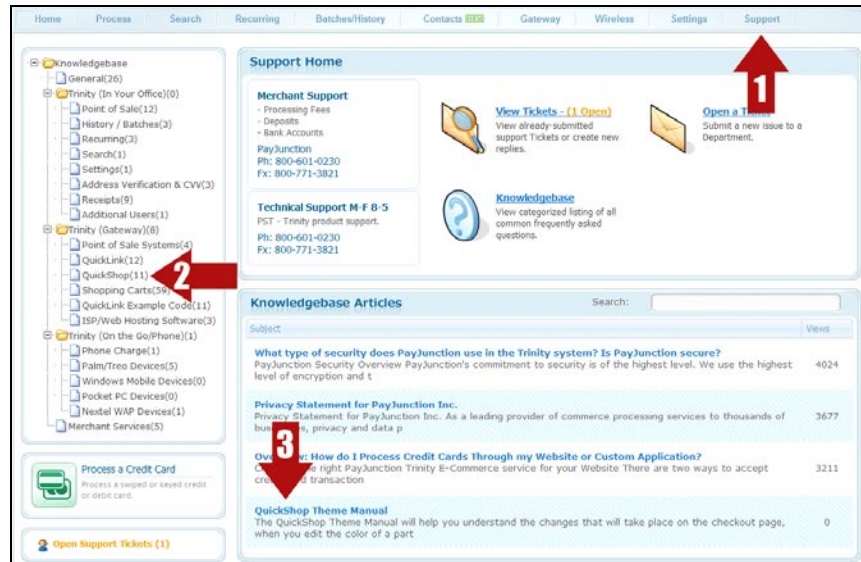 Home Process Search Recurring Batches/History Contacts Gateway Wireless Settings Support
1
Knowledgebase
General(26)
Trinity (In Your Office)(0)
Point of Sale(12)
History / Batches(3)
Recurring(3)
Search(1)
Settings(1)
Address Verification & CVV(3)
Receipts(9)
Additional Users(1)
Trinity (Gateway)(8)
Point of Sale Systems(4)
QuickLink(12)
QuickShop(11)
2
Shopping Carts(59)
QuickLink Example Code(11)
ISP/Web Hosting Software(3)
Trinity (On the Go/Phone)(1)
Phone Charge(1)
Palm/Treo Devices(5)
Windows Mobile Devices(0)
Pocket PC Devices(0)
Nextel WAP Devices(1)
Merchant Services(5)
Process a Credit Card
Process a swiped or keyed credit
or debit card.
Open Support Tickets (1)
Support Home
Merchant Support
- Processing Fees
- Deposits
- Bank Accounts
PayJunction
Ph: 800-601-0230
Fx: 800-771-3821
Technical Support M-F 8-5
PST - Trinity product support.
Ph: 800-601-0230
Fx: 800-771-3821
View Tickets - (1 Open)
View already-submitted
support Tickets or create new
replies.
Open a
Submit a new issue to a
Department.
Knowledgebase
View categorized listing of all
common frequently asked
questions.
Knowledgebase Articles Search:
Subject Views
What type of security does PayJunction use in the Trinity system? Is PayJunction secure?
PayJunction Security Overview PayJunction's commitment to security is of the highest level. We use the highest 4024
level of encryption and t
Privacy Statement for PayJunction Inc.
Privacy Statement for PayJunction Inc. As a leading provider of commerce processing services to thousands of 3677
privacy and data p
3
How do I Process Credit Cards Through my Website or Custom Application?
right PayJunction Trinity E-Commerce service for your Website There are two ways to accept 3211
transaction
QuickShop Theme Manual
The QuickShop Theme Manual will help you understand the changes that will take place on the checkout page, 0
when you edit the color of a part